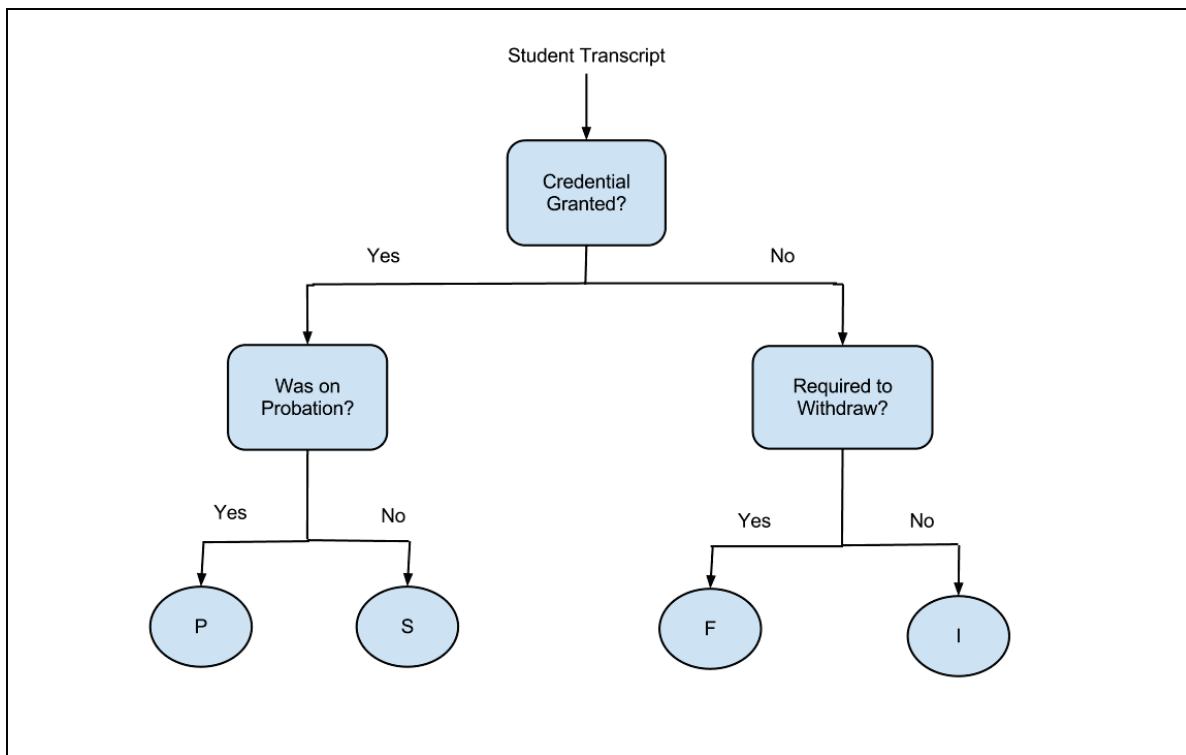 Student Transcript
Credential
Granted?
Yes
No
Was on
Probation?
Required to
Withdraw?
Yes
No
Yes
No
P
S
F
I